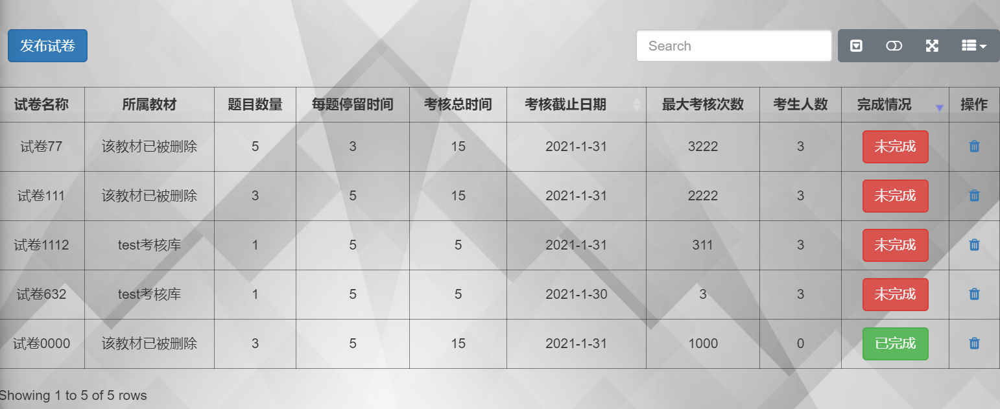 发布试卷
Search
试卷名称 所属教材 题目数量 每题停留时间 考核总时间 考核截止日期 最大考核次数 考生人数 完成情况 操作
试卷77 该教材已被删除 5 3 15 2021-1-31 3222 3 未完成
试卷111 该教材已被删除 3 5 15 2021-1-31 2222 3 未完成
试卷1112 test考核库 1 5 5 2021-1-31 311 3 未完成
试卷632 test考核库 1 5 5 2021-1-30 3 3 未完成
试卷0000 该教材已被删除 3 5 15 2021-1-31 1000 0 已完成
Showing 1 to 5 of 5 rows